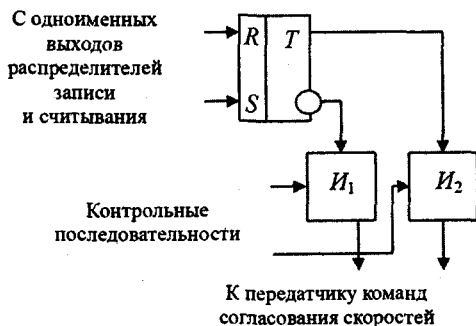 С одноименных
выходов
распределителей
записи
и считывания
R T
S
И₁ И₂
Контрольные
последовательности
К передатчику команд
согласования скоростей